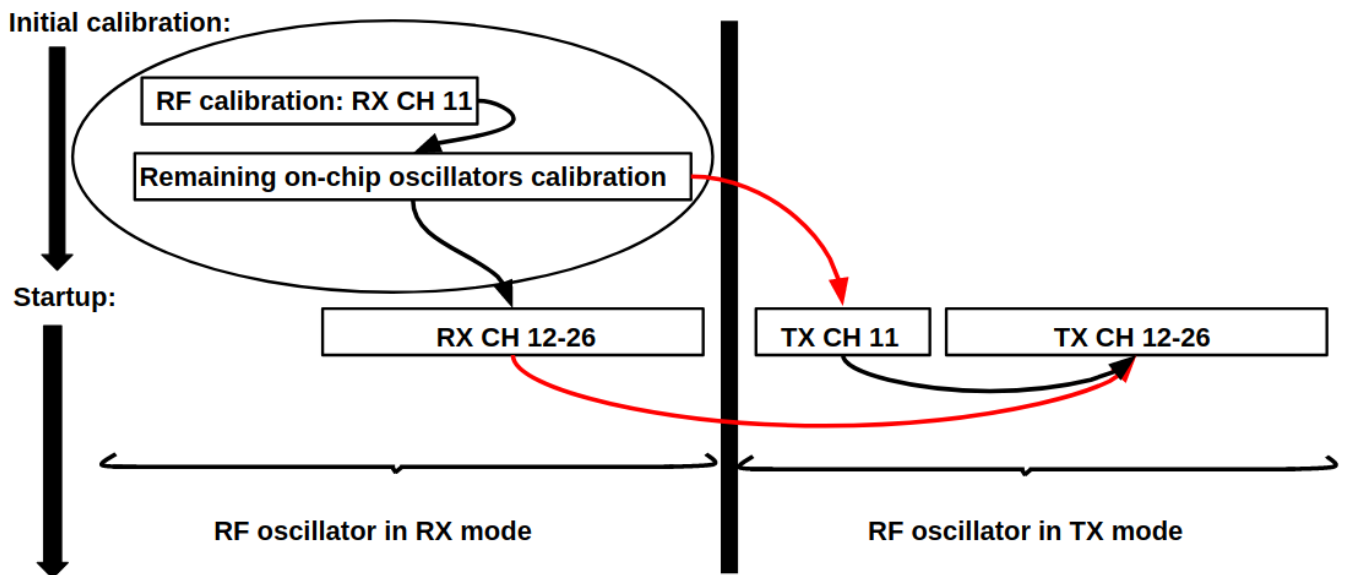 Initial calibration:
RF calibration: RX CH 11
Remaining on-chip oscillators calibration
Startup:
RX CH 12-26
TX CH 11
TX CH 12-26
RF oscillator in RX mode
RF oscillator in TX mode